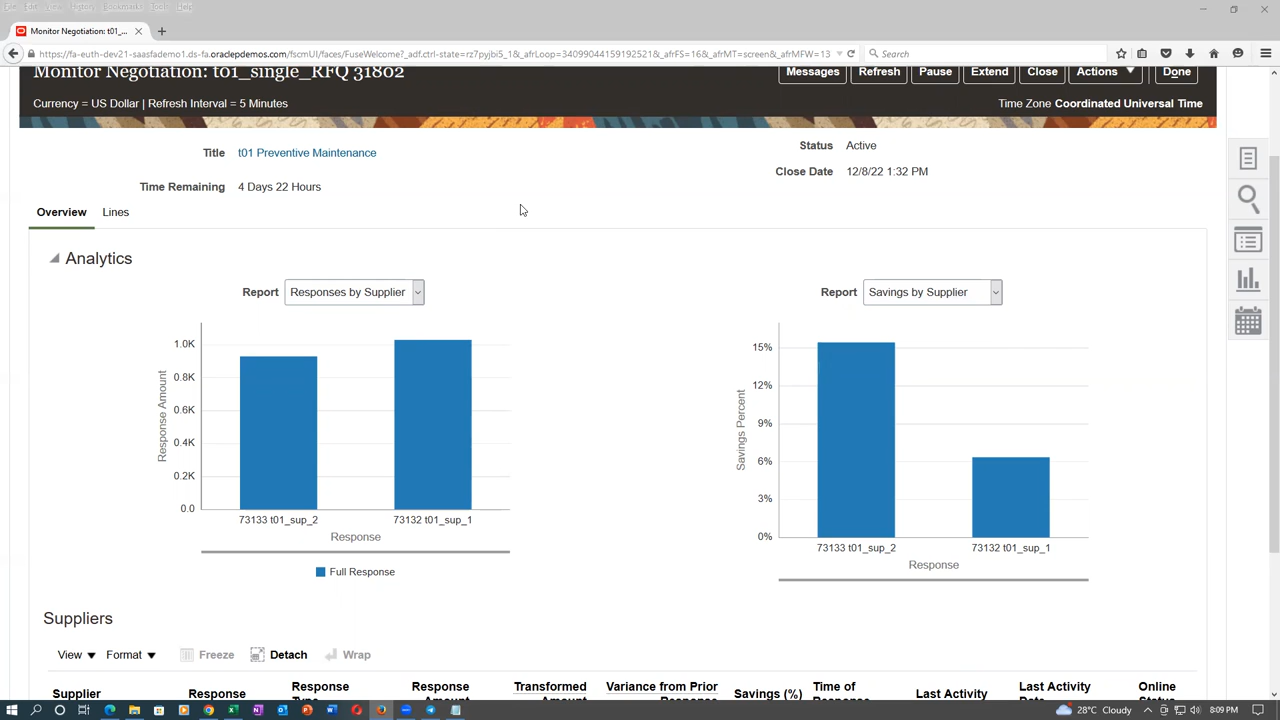 File Edit View History Bookmarks Tools Help
Monitor Negotiation: t01_...
https://fa-euth-dev21-saasfademo1.ds-fa.oraclepdemos.com/fscmUI/faces/FuseWelcome?_adf.ctrl-state=rz7pyjbi5_1&_afrLoop=34099044159192521&_afrFS=16&_afrMT=screen&_afrMFW=13
Search
Monitor Negotiation: t01_single_RFQ 31802
Messages Refresh Pause Extend Close Actions Done
Currency = US Dollar | Refresh Interval = 5 Minutes
Time Zone Coordinated Universal Time
Title t01 Preventive Maintenance
Status Active
Close Date 12/8/22 1:32 PM
Time Remaining 4 Days 22 Hours
Overview Lines
Analytics
Report Responses by Supplier
1.0K
0.8K
0.6K
0.4K
0.2K
0.0
Response Amount
73133 t01_sup_2 73132 t01_sup_1
Response
Full Response
Report Savings by Supplier
15%
12%
9%
6%
3%
0%
Savings Percent
73133 t01_sup_2 73132 t01_sup_1
Response
Suppliers
View Format Freeze Detach Wrap
Supplier Response Response Response Transformed Variance from Prior Savings (%) Time of Last Activity Last Activity Online
28°C Cloudy 8:09 PM